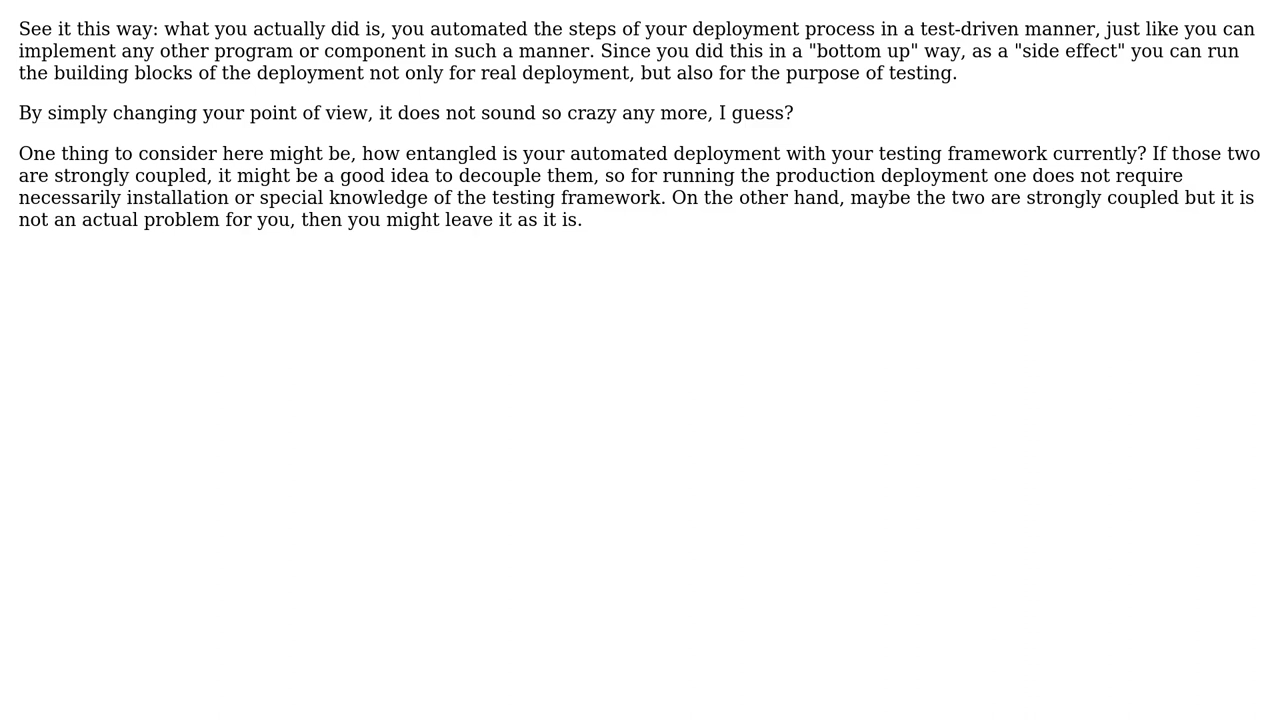 See it this way: what you actually did is, you automated the steps of your deployment process in a test-driven manner, just like you can
implement any other program or component in such a manner. Since you did this in a "bottom up" way, as a "side effect" you can run
the building blocks of the deployment not only for real deployment, but also for the purpose of testing.
By simply changing your point of view, it does not sound so crazy any more, I guess?
One thing to consider here might be, how entangled is your automated deployment with your testing framework currently? If those two
are strongly coupled, it might be a good idea to decouple them, so for running the production deployment one does not require
necessarily installation or special knowledge of the testing framework. On the other hand, maybe the two are strongly coupled but it is
not an actual problem for you, then you might leave it as it is.